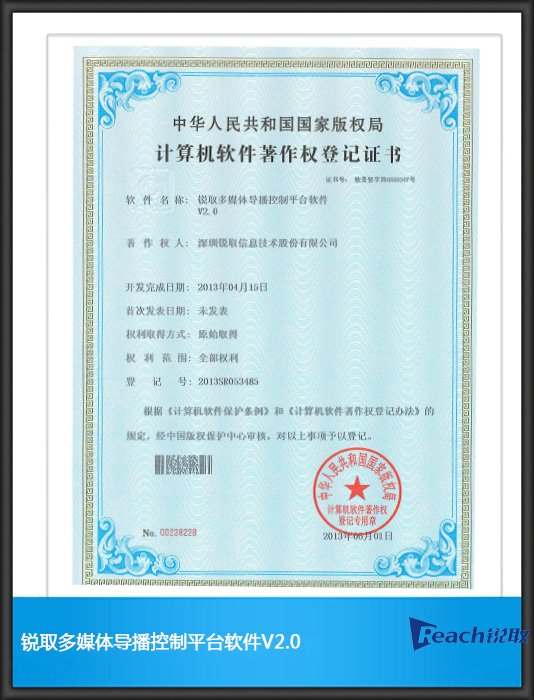 中华人民共和国国家版权局
计算机软件著作权登记证书
证书号：
软件名称：锐取多媒体导播控制平台软件
V2.0
著作权人：深圳锐取信息技术股份有限公司
开发完成日期：2013年04月15日
首次发表日期：未发表
权利取得方式：原始取得
权利范围：全部权利
登记号：2013SR053485
根据《计算机软件保护条例》和《计算机软件著作权登记办法》的
规定，经中国版权保护中心审核，对以上事项予以登记。
中华人民共和国国家版权局
计算机软件著作权
登记专用章
No. 00238228
2013年06月01日
锐取多媒体导播控制平台软件V2.0
Reach锐取